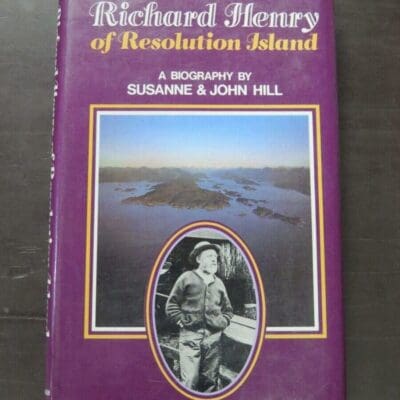 Richard Henry
of Resolution Island
A BIOGRAPHY BY
SUSANNE & JOHN HILL